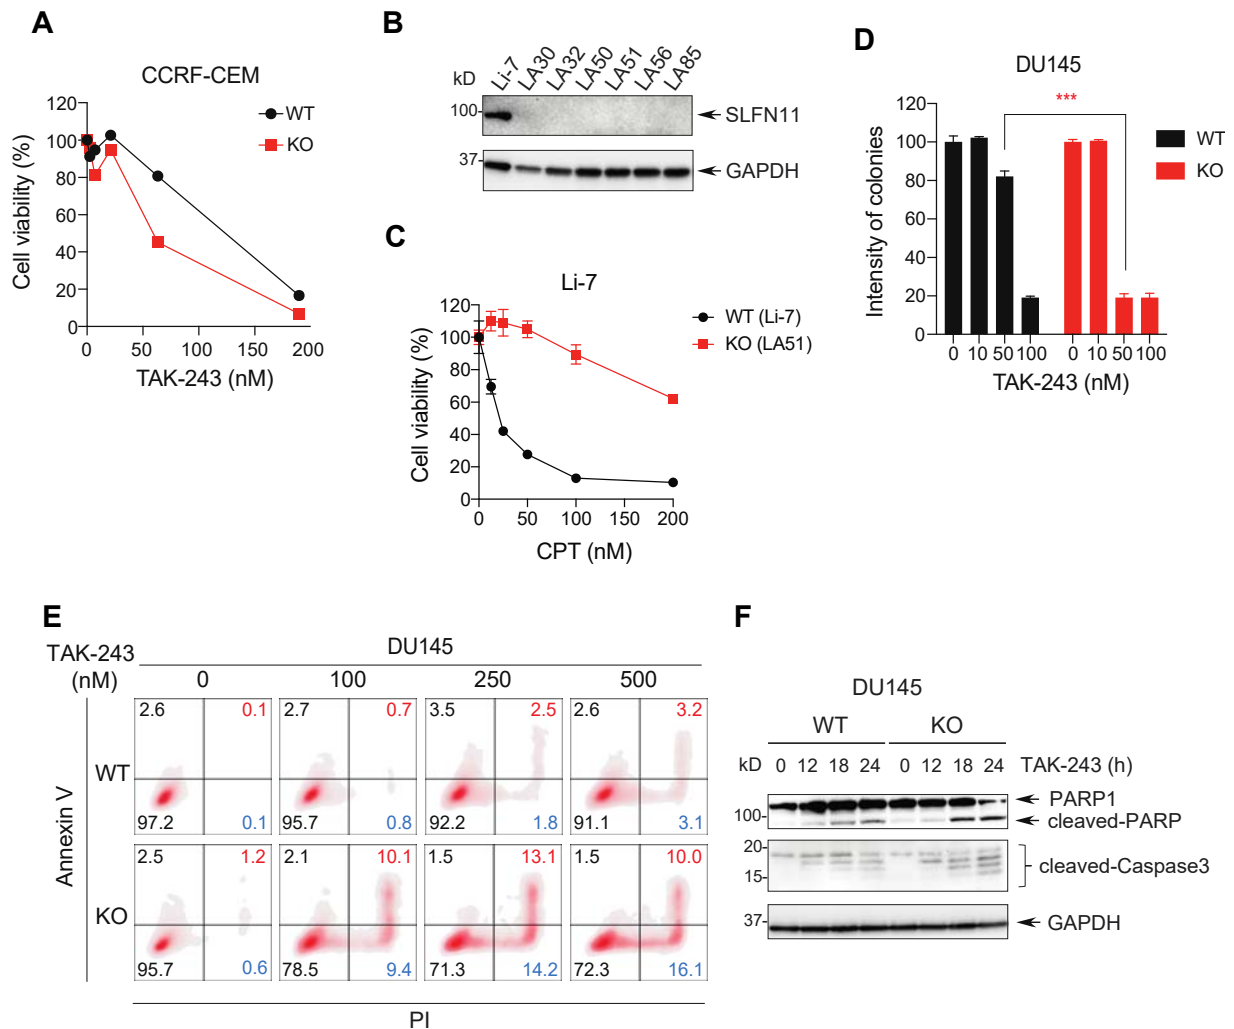 A
CCRF-CEM
Cell viability (%)
120
100
80
60
40
20
0
0 50 100 150 200
TAK-243 (nM)
WT
KO
B
kD
Li-7 LA30 LA32 LA50 LA51 LA56 LA85
100
SLFN11
37
GAPDH
C
Li-7
Cell viability (%)
120
100
80
60
40
20
0
0 50 100 150 200
CPT (nM)
WT (Li-7)
KO (LA51)
D
DU145
***
Intensity of colonies
120
100
80
60
40
20
0
0 10 50 100 0 10 50 100
TAK-243 (nM)
WT
KO
E
DU145
TAK-243
(nM) 0 100 250 500
Annexin V
WT
2.6 0.1 2.7 0.7 3.5 2.5 2.6 3.2
97.2 0.1 95.7 0.8 92.2 1.8 91.1 3.1
KO
2.5 1.2 2.1 10.1 1.5 13.1 1.5 10.0
95.7 0.6 78.5 9.4 71.3 14.2 72.3 16.1
PI
F
DU145
WT KO
kD 0 12 18 24 0 12 18 24 TAK-243 (h)
PARP1
100
cleaved-PARP
20
cleaved-Caspase3
15
37
GAPDH